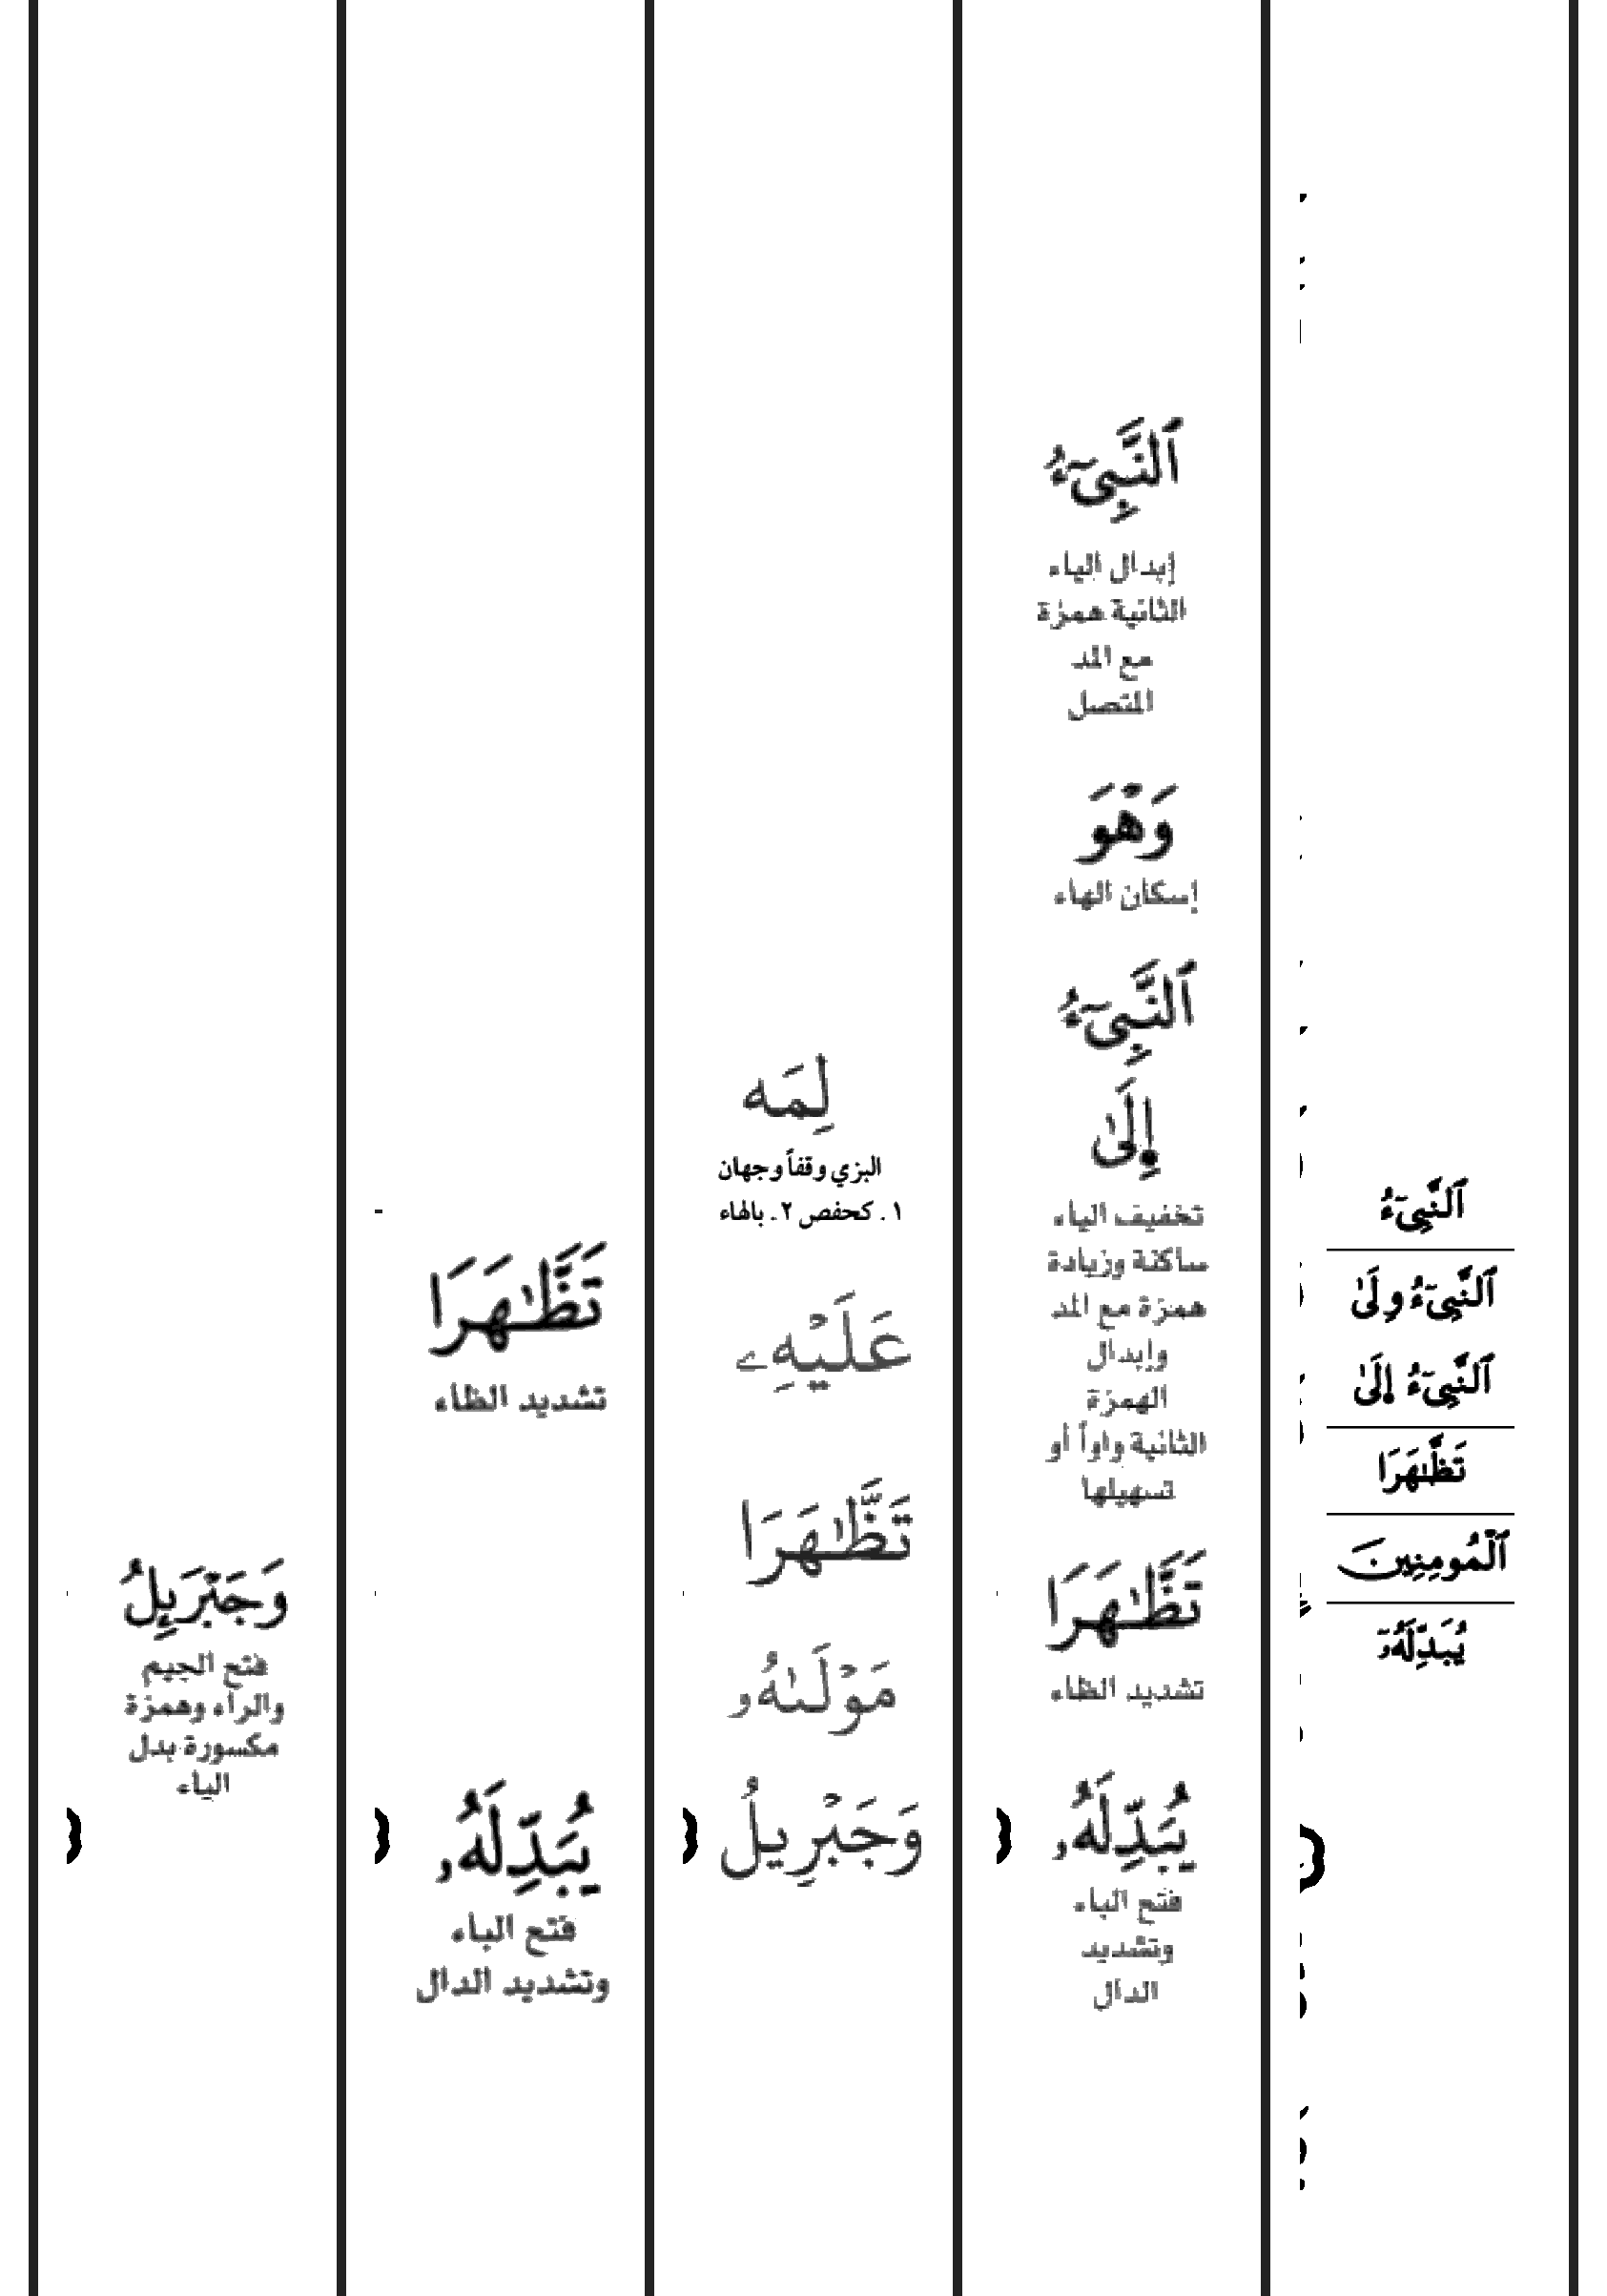 ٱلنَّبِيٓءُ
ٱلنَّبِيٓءُ وِلَىٰ
ٱلنَّبِيٓءُ إِلَىٰ
تَظَّـٰهَرَا
ٱلْمُومِنِينَ
يُبَدِّلَهُۥٓ
ٱلنَّبِيٓءُ
إبدال الياء
الثانية همزة
مع المد
المتصل
وَهْوَ
إسكان الهاء
ٱلنَّبِيٓءُ
إِلَىٰ
تخفيف الياء
ساكنة وزيادة
همزة مع المد
وإبدال
الهمزة
الثانية واواً أو
تسهيلها
تَظَّـٰهَرَا
تشديد الظاء
يُبَدِّلَهُۥ
فتح الباء
وتشديد
الدال
لِمَه
البزي وقفاً وجهان
١. كحفص ٢. بالهاء
عَلَيْهِۦ
تَظَّـٰهَرَا
مَوْلَـىٰهُۥ
وَجَبْرِيلُ
تَظَّـٰهَرَا
تشديد الظاء
يُبَدِّلَهُۥ
فتح الباء
وتشديد الدال
وَجَبْرَئِلُ
فتح الجيم
والراء وهمزة
مكسورة بدل
الياء